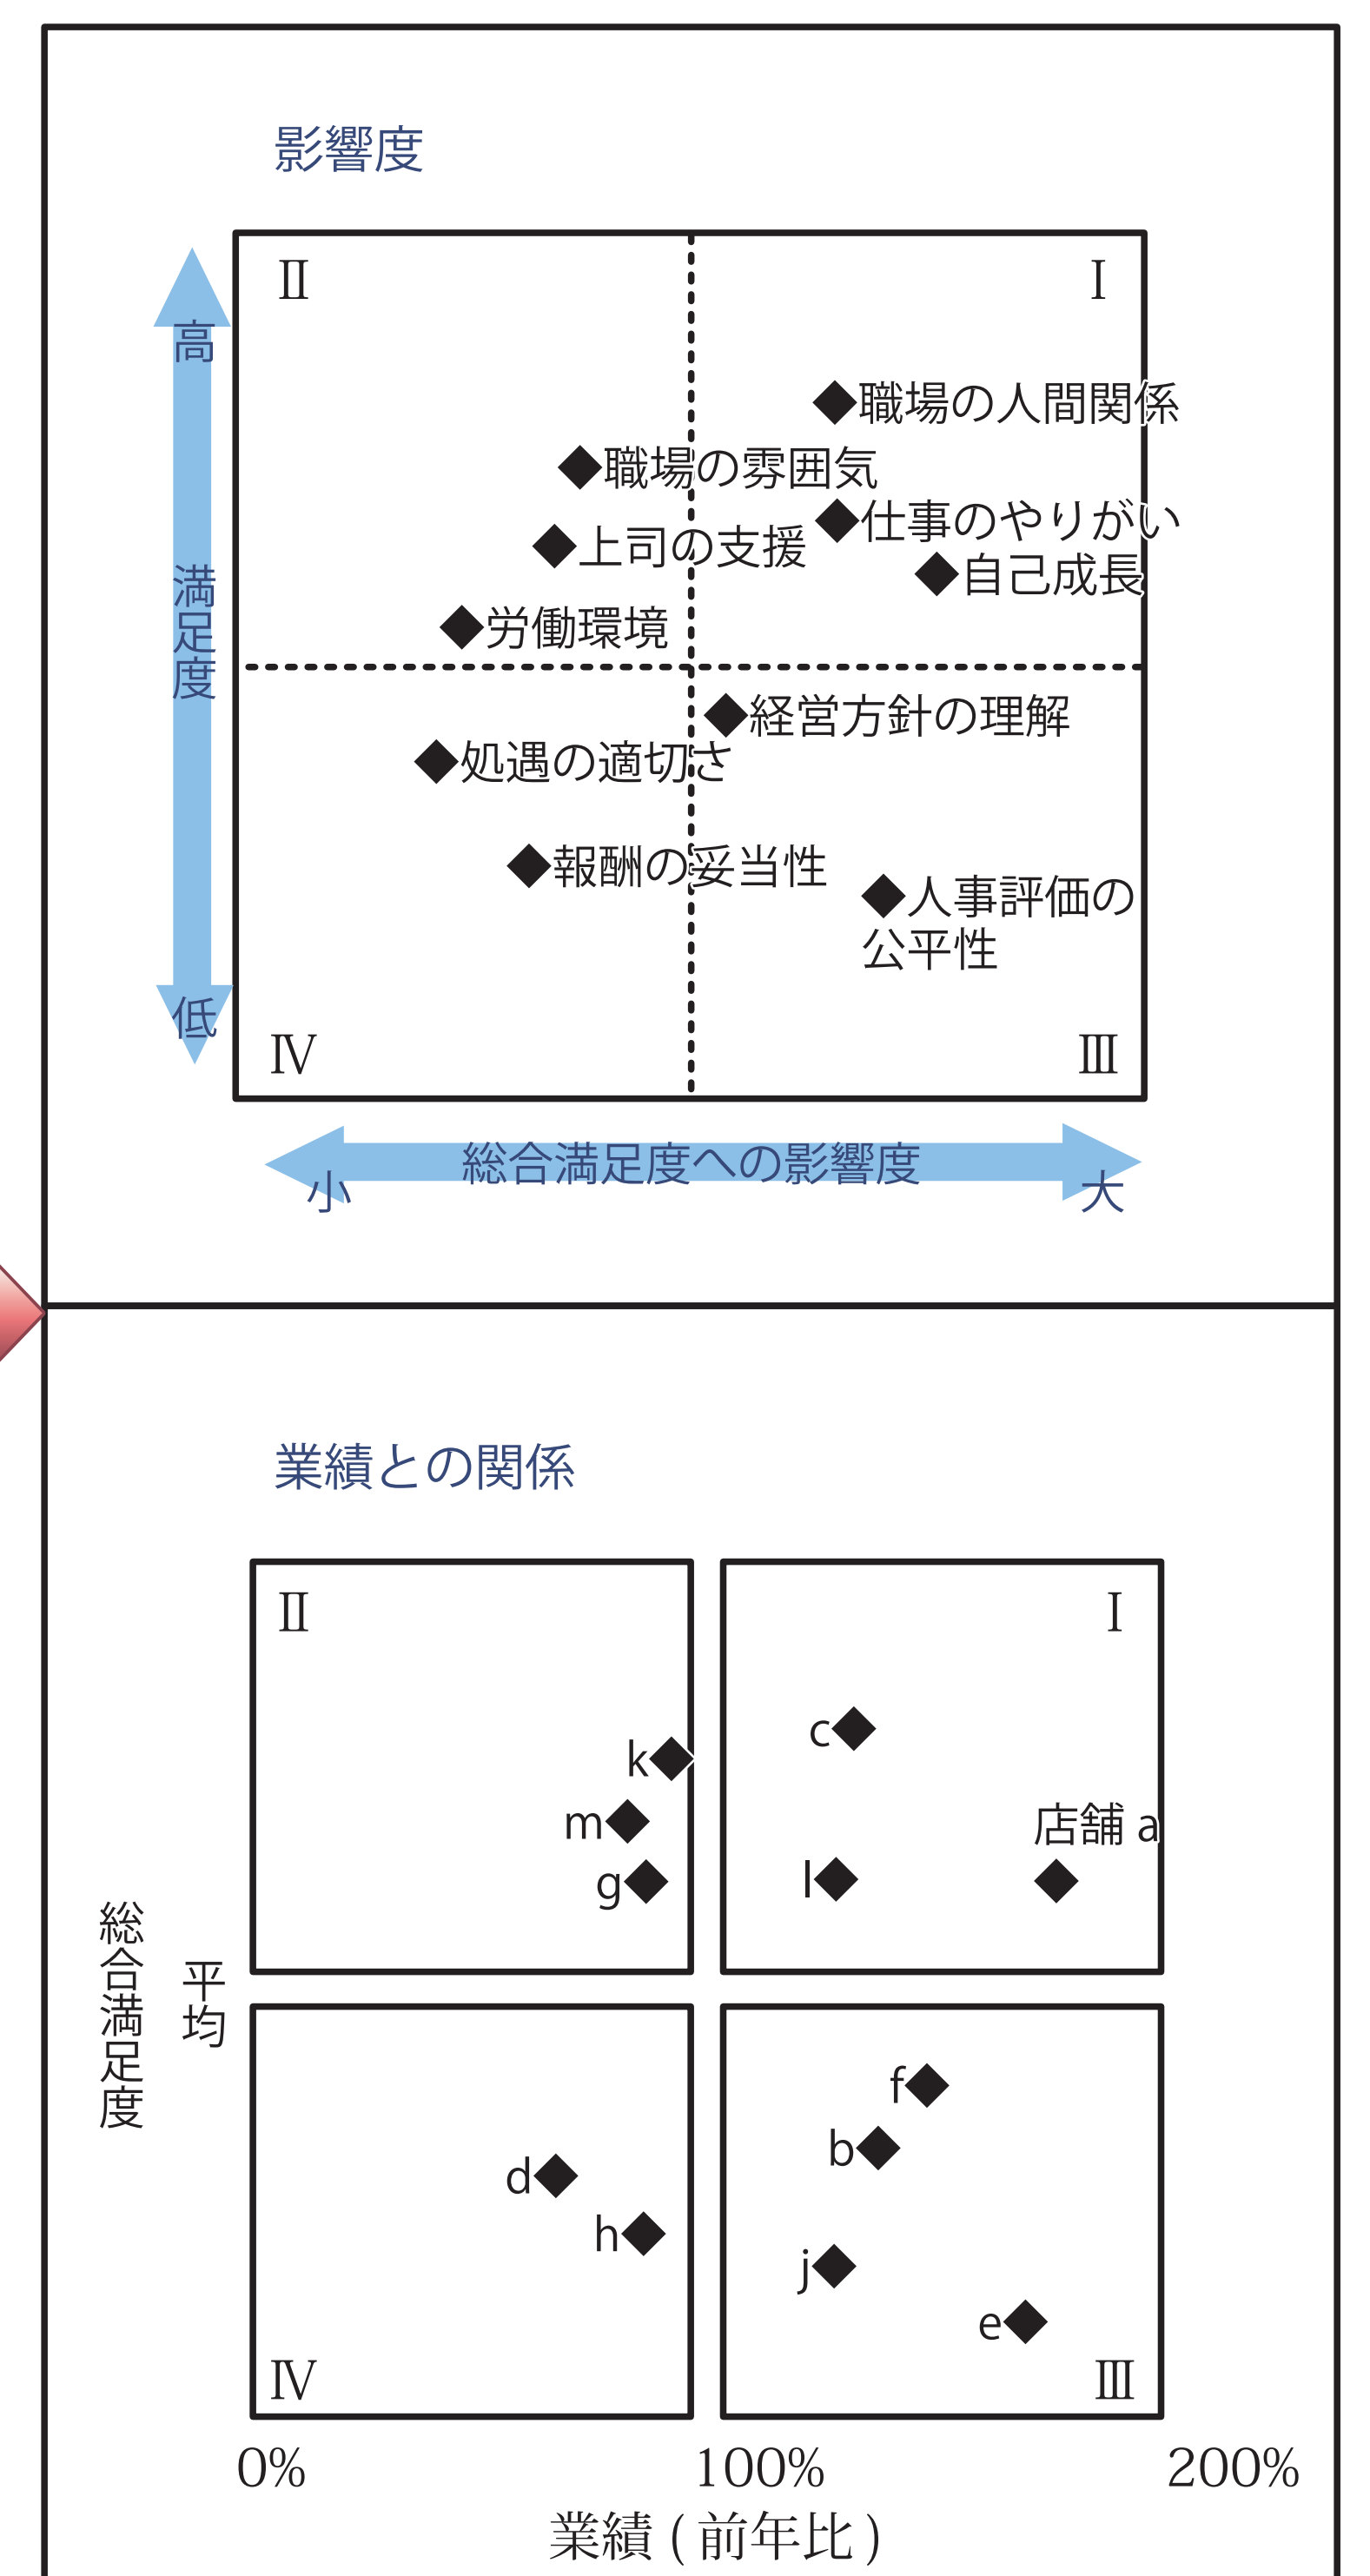 影響度
Ⅱ
Ⅰ
高
職場の人間関係
職場の雰囲気
仕事のやりがい
上司の支援
自己成長
満足度
労働環境
経営方針の理解
処遇の適切さ
報酬の妥当性
人事評価の
公平性
低
Ⅳ
Ⅲ
総合満足度への影響度
小
大
業績との関係
Ⅱ
Ⅰ
c
k
m
店舗 a
g
l
総合満足度
平均
f
b
d
h
j
e
Ⅳ
Ⅲ
0%
100%
200%
業績 ( 前年比 )